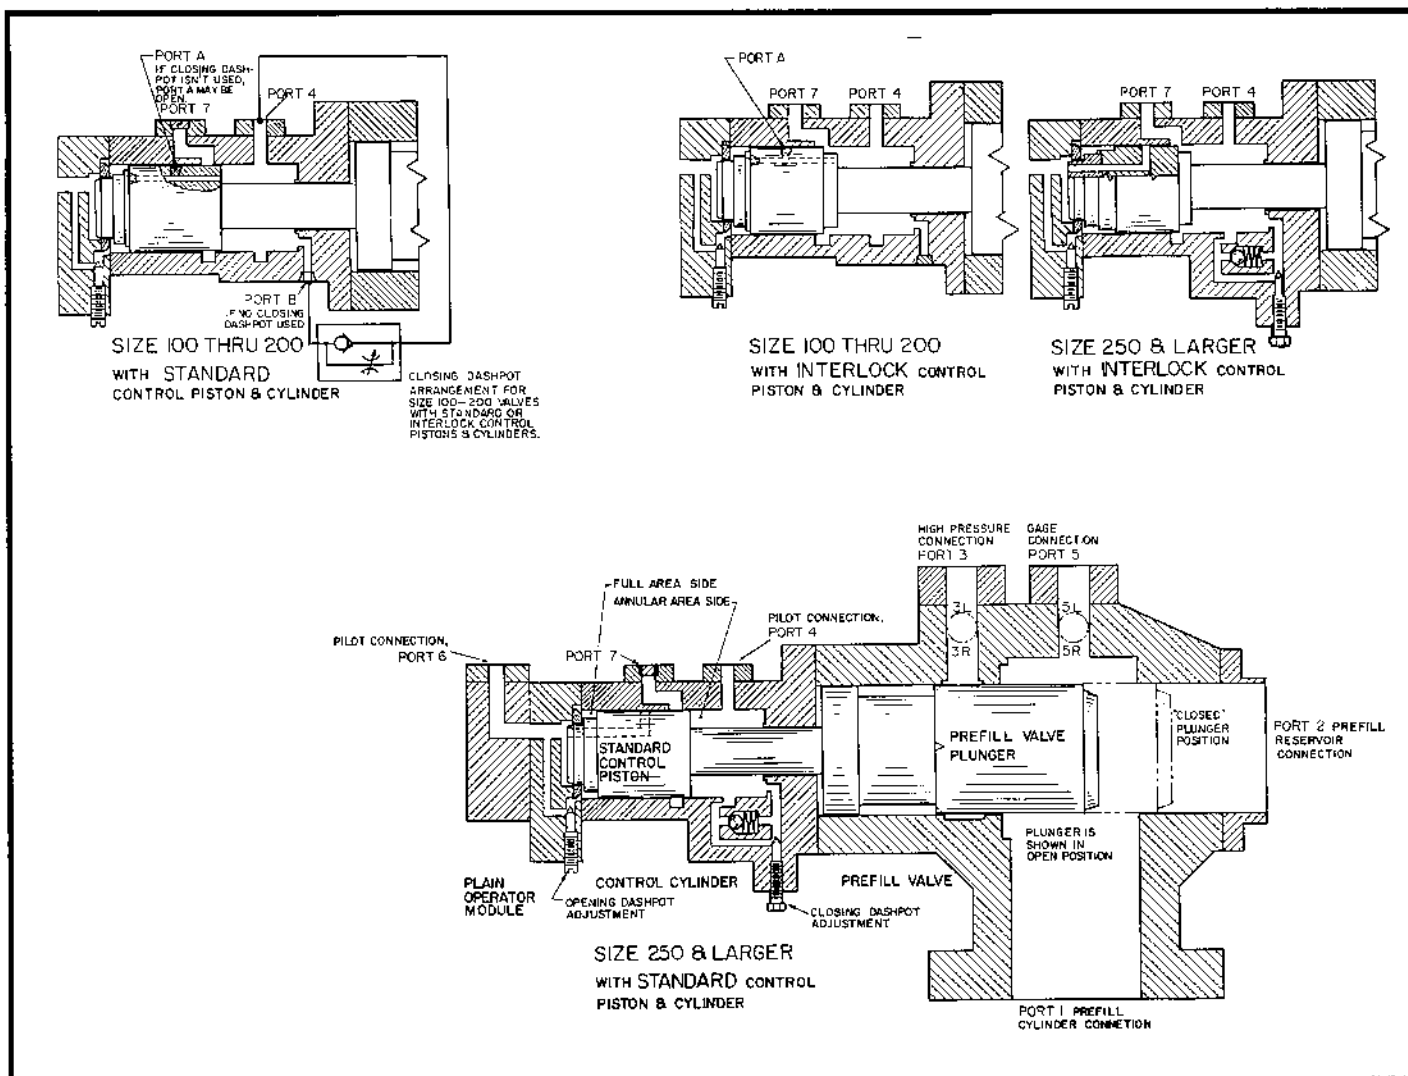 PORT A
IF CLOSING DASH-
POT ISN'T USED,
PORT A MAY BE
OPEN.
PORT 7
PORT 4
PORT B
IF NO CLOSING
DASHPOT USED
SIZE 100 THRU 200
WITH STANDARD
CONTROL PISTON & CYLINDER
CLOSING DASHPOT
ARRANGEMENT FOR
SIZE 100-200 VALVES
WITH STANDARD OR
INTERLOCK CONTROL
PISTONS & CYLINDERS.
PORT A
PORT 7
PORT 4
SIZE 100 THRU 200
WITH INTERLOCK CONTROL
PISTON & CYLINDER
PORT 7
PORT 4
SIZE 250 & LARGER
WITH INTERLOCK CONTROL
PISTON & CYLINDER
HIGH PRESSURE
CONNECTION
PORT 3
GAGE
CONNECTION
PORT 5
FULL AREA SIDE
ANNULAR AREA SIDE
PILOT CONNECTION,
PORT 4
PILOT CONNECTION,
PORT 6
PORT 7
3L
3R
5L
5R
STANDARD
CONTROL
PISTON
PREFILL VALVE
PLUNGER
"CLOSED"
PLUNGER
POSITION
PORT 2 PREFILL
RESERVOIR
CONNECTION
PLUNGER IS
SHOWN IN
OPEN POSITION
PLAIN
OPERATOR
MODULE
OPENING DASHPOT
ADJUSTMENT
CONTROL CYLINDER
PREFILL VALVE
CLOSING DASHPOT
ADJUSTMENT
SIZE 250 & LARGER
WITH STANDARD CONTROL
PISTON & CYLINDER
PORT 1 PREFILL
CYLINDER CONNETION